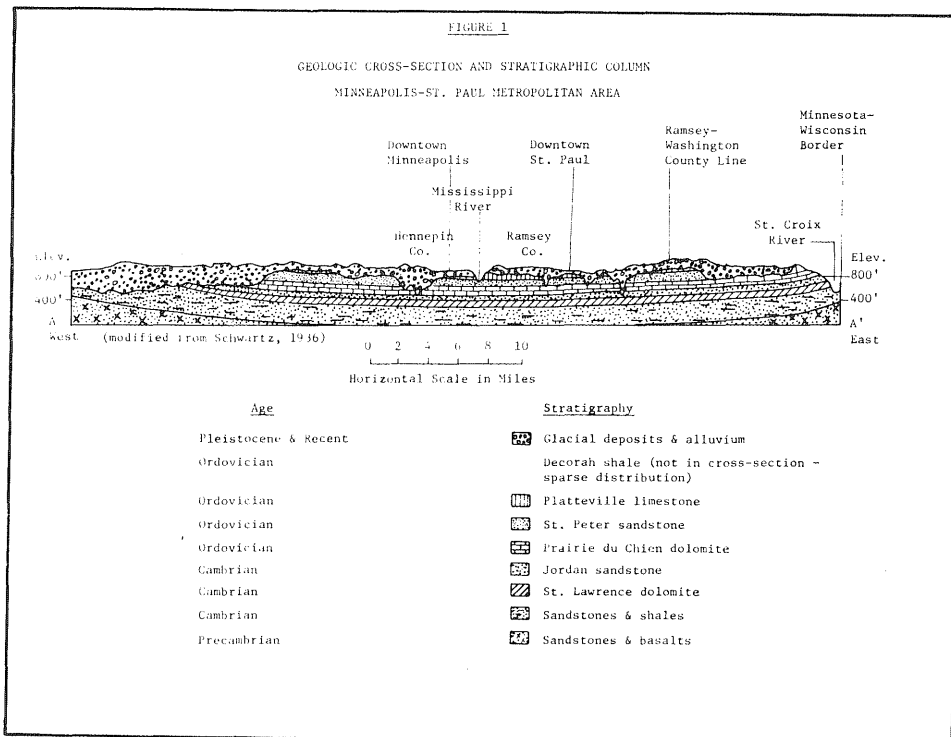 FIGURE 1
GEOLOGIC CROSS-SECTION AND STRATIGRAPHIC COLUMN
MINNEAPOLIS-ST. PAUL METROPOLITAN AREA
Downtown
Minneapolis
Mississippi
River
Downtown
St. Paul
Ramsey-
Washington
County Line
Minnesota-
Wisconsin
Border
St. Croix
River
Hennepin
Co.
Ramsey
Co.
Elev.
800'
400'
A
West
Elev.
800'
400'
A'
East
(modified from Schwartz, 1936)
0 2 4 6 8 10
Horizontal Scale in Miles
Age Stratigraphy
Pleistocene & Recent Glacial deposits & alluvium
Ordovician Decorah shale (not in cross-section -
sparse distribution)
Ordovician Platteville limestone
Ordovician St. Peter sandstone
Ordovician Prairie du Chien dolomite
Cambrian Jordan sandstone
Cambrian St. Lawrence dolomite
Cambrian Sandstones & shales
Precambrian Sandstones & basalts